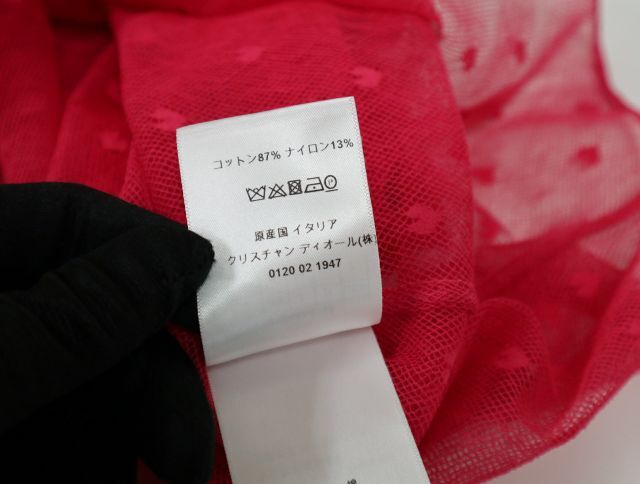 コットン87% ナイロン13%
原産国 イタリア
クリスチャン ディオール(株)
0120 02 1947